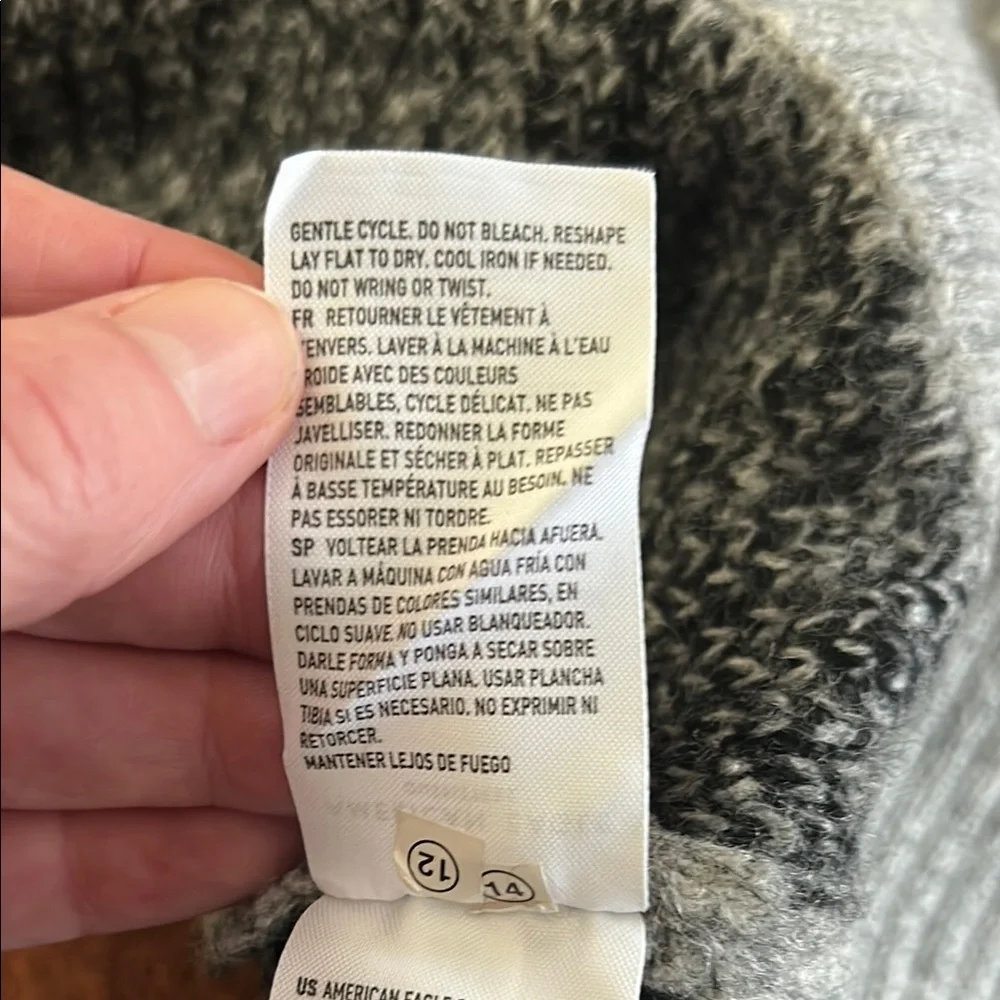 GENTLE CYCLE. DO NOT BLEACH. RESHAPE
LAY FLAT TO DRY. COOL IRON IF NEEDED.
DO NOT WRING OR TWIST.
FR RETOURNER LE VÊTEMENT À
'ENVERS. LAVER À LA MACHINE À L'EAU
ROIDE AVEC DES COULEURS
SEMBLABLES, CYCLE DÉLICAT. NE PAS
JAVELLISER. REDONNER LA FORME
ORIGINALE ET SÉCHER À PLAT. REPASSER
À BASSE TEMPÉRATURE AU BESOIN. NE
PAS ESSORER NI TORDRE.
SP VOLTEAR LA PRENDA HACIA AFUERA.
LAVAR A MÁQUINA CON AGUA FRÍA CON
PRENDAS DE COLORES SIMILARES, EN
CICLO SUAVE. NO USAR BLANQUEADOR.
DARLE FORMA Y PONGA A SECAR SOBRE
UNA SUPERFICIE PLANA. USAR PLANCHA
TIBIA SI ES NECESARIO. NO EXPRIMIR NI
RETORCER.
MANTENER LEJOS DE FUEGO
12
14
US AMERICAN EAGLE